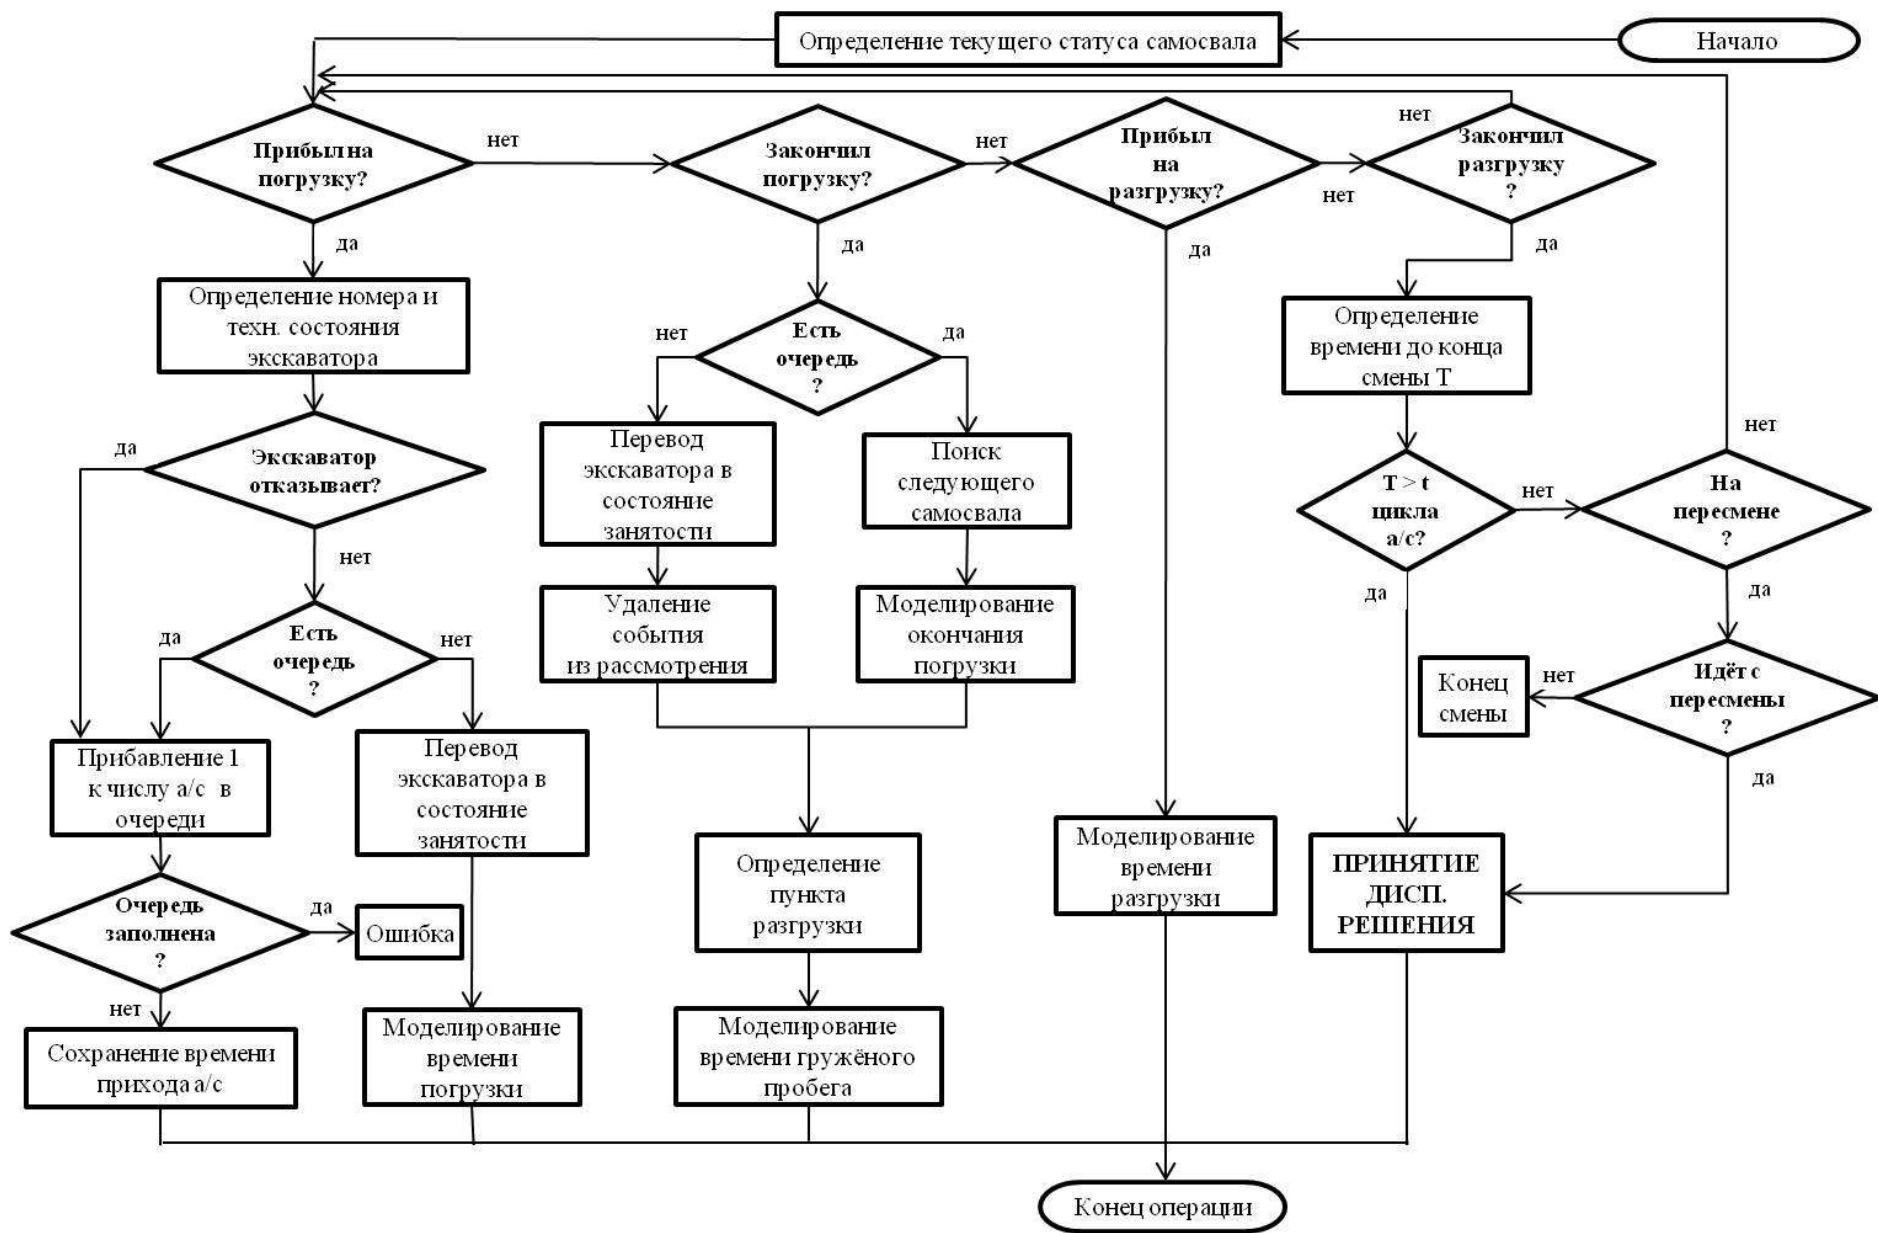 Определение текущего статуса самосвала
Начало
Прибыл на
погрузку?
нет
Закончил
погрузку?
нет
Прибыл
на
разгрузку?
нет
нет
Закончил
разгрузку
?
да
да
да
да
Определение номера и
техн. состояния
экскаватора
Есть
очередь
?
нет
да
Определение
времени до конца
смены Т
Экскаватор
отказывает?
да
нет
Перевод
экскаватора в
состояние
занятости
Поиск
следующего
самосвала
Т > t
цикла
а/с?
нет
да
На
пересмене
?
нет
да
Есть
очередь
?
да
нет
Удаление
события
из рассмотрения
Моделирование
окончания
погрузки
Конец
смены
нет
Идёт с
пересмены
?
да
Прибавление 1
к числу а/с в
очереди
Перевод
экскаватора в
состояние
занятости
Определение
пункта
разгрузки
Моделирование
времени
разгрузки
ПРИНЯТИЕ
ДИСП.
РЕШЕНИЯ
Очередь
заполнена
?
да
Ошибка
нет
Сохранение времени
прихода а/с
Моделирование
времени
погрузки
Моделирование
времени гружёного
пробега
Конец операции